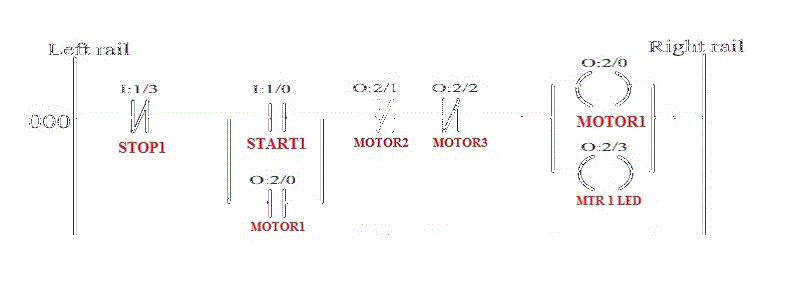 Left rail
Right rail
O:2/0
I:1/3
I:1/0
O:2/1
O:2/2
000
STOP1
START1
MOTOR2
MOTOR3
MOTOR1
O:2/3
O:2/0
MTR 1 LED
MOTOR1